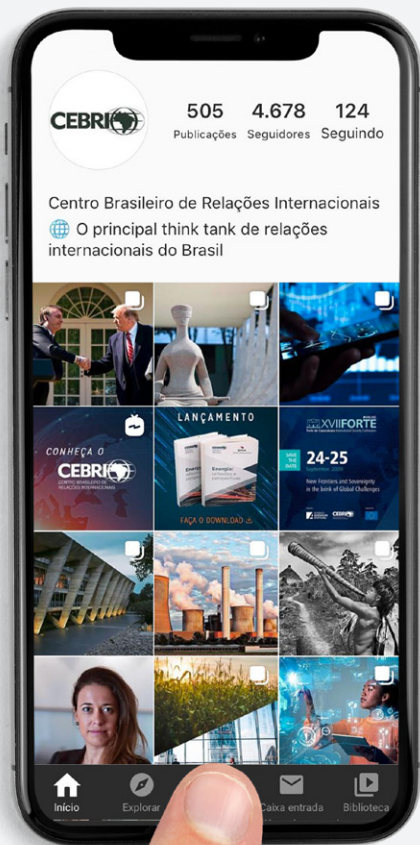 CEBRI
505 4.678 124
Publicações Seguidores Seguindo
Centro Brasileiro de Relações Internacionais
O principal think tank de relações
internacionais do Brasil
CONHEÇA O
CEBRI
CENTRO BRASILEIRO DE
RELAÇÕES INTERNACIONAIS
LANÇAMENTO
FAÇA O DOWNLOAD
XVII FORTE
SAVE
THE
DATE
24-25
New Frontiers and Sovereignty
in the brink of Global Challenges
Início
Explorar
Caixa entrada
Biblioteca